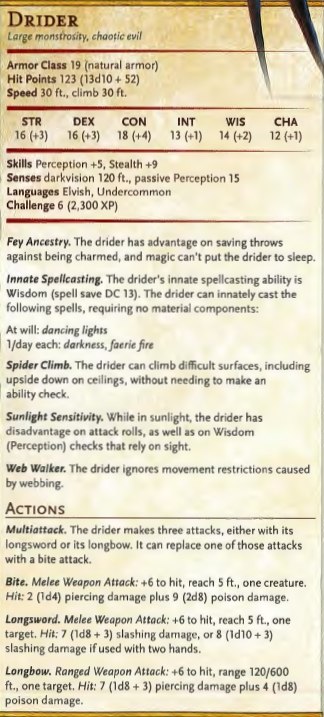 DRIDER
Large monstrosity, chaotic evil
Armor Class 19 (natural armor)
Hit Points 123 (13d10 + 52)
Speed 30 ft., climb 30 ft.
STR DEX CON INT WIS CHA
16 (+3) 16 (+3) 18 (+4) 13 (+1) 14 (+2) 12 (+1)
Skills Perception +5, Stealth +9
Senses darkvision 120 ft., passive Perception 15
Languages Elvish, Undercommon
Challenge 6 (2,300 XP)
Fey Ancestry. The drider has advantage on saving throws
against being charmed, and magic can't put the drider to sleep.
Innate Spellcasting. The drider's innate spellcasting ability is
Wisdom (spell save DC 13). The drider can innately cast the
following spells, requiring no material components:
At will: dancing lights
1/day each: darkness, faerie fire
Spider Climb. The drider can climb difficult surfaces, including
upside down on ceilings, without needing to make an
ability check.
Sunlight Sensitivity. While in sunlight, the drider has
disadvantage on attack rolls, as well as on Wisdom
(Perception) checks that rely on sight.
Web Walker. The drider ignores movement restrictions caused
by webbing.
ACTIONS
Multiattack. The drider makes three attacks, either with its
longsword or its longbow. It can replace one of those attacks
with a bite attack.
Bite. Melee Weapon Attack: +6 to hit, reach 5 ft., one creature.
Hit: 2 (1d4) piercing damage plus 9 (2d8) poison damage.
Longsword. Melee Weapon Attack: +6 to hit, reach 5 ft., one
target. Hit: 7 (1d8 + 3) slashing damage, or 8 (1d10 + 3)
slashing damage if used with two hands.
Longbow. Ranged Weapon Attack: +6 to hit, range 120/600
ft., one target. Hit: 7 (1d8 + 3) piercing damage plus 4 (1d8)
poison damage.